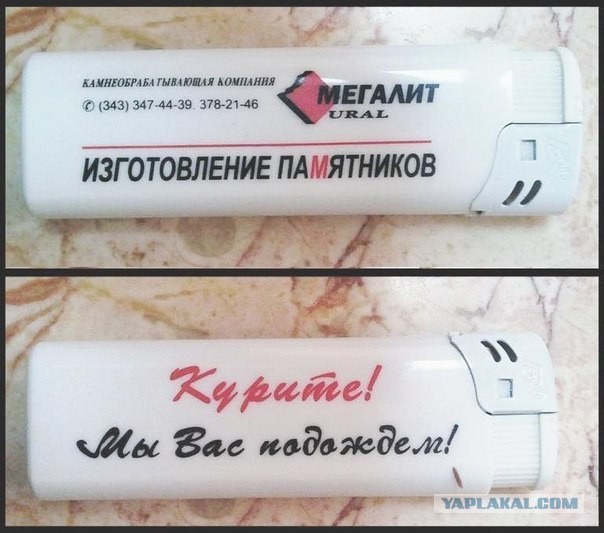 КАМНЕОБРАБАТЫВАЮЩАЯ КОМПАНИЯ
✆ (343) 347-44-39, 378-21-46
МЕГАЛИТ
URAL
ИЗГОТОВЛЕНИЕ ПАМЯТНИКОВ
Курите!
Мы Вас подождем!
YAPLAKAL.COM